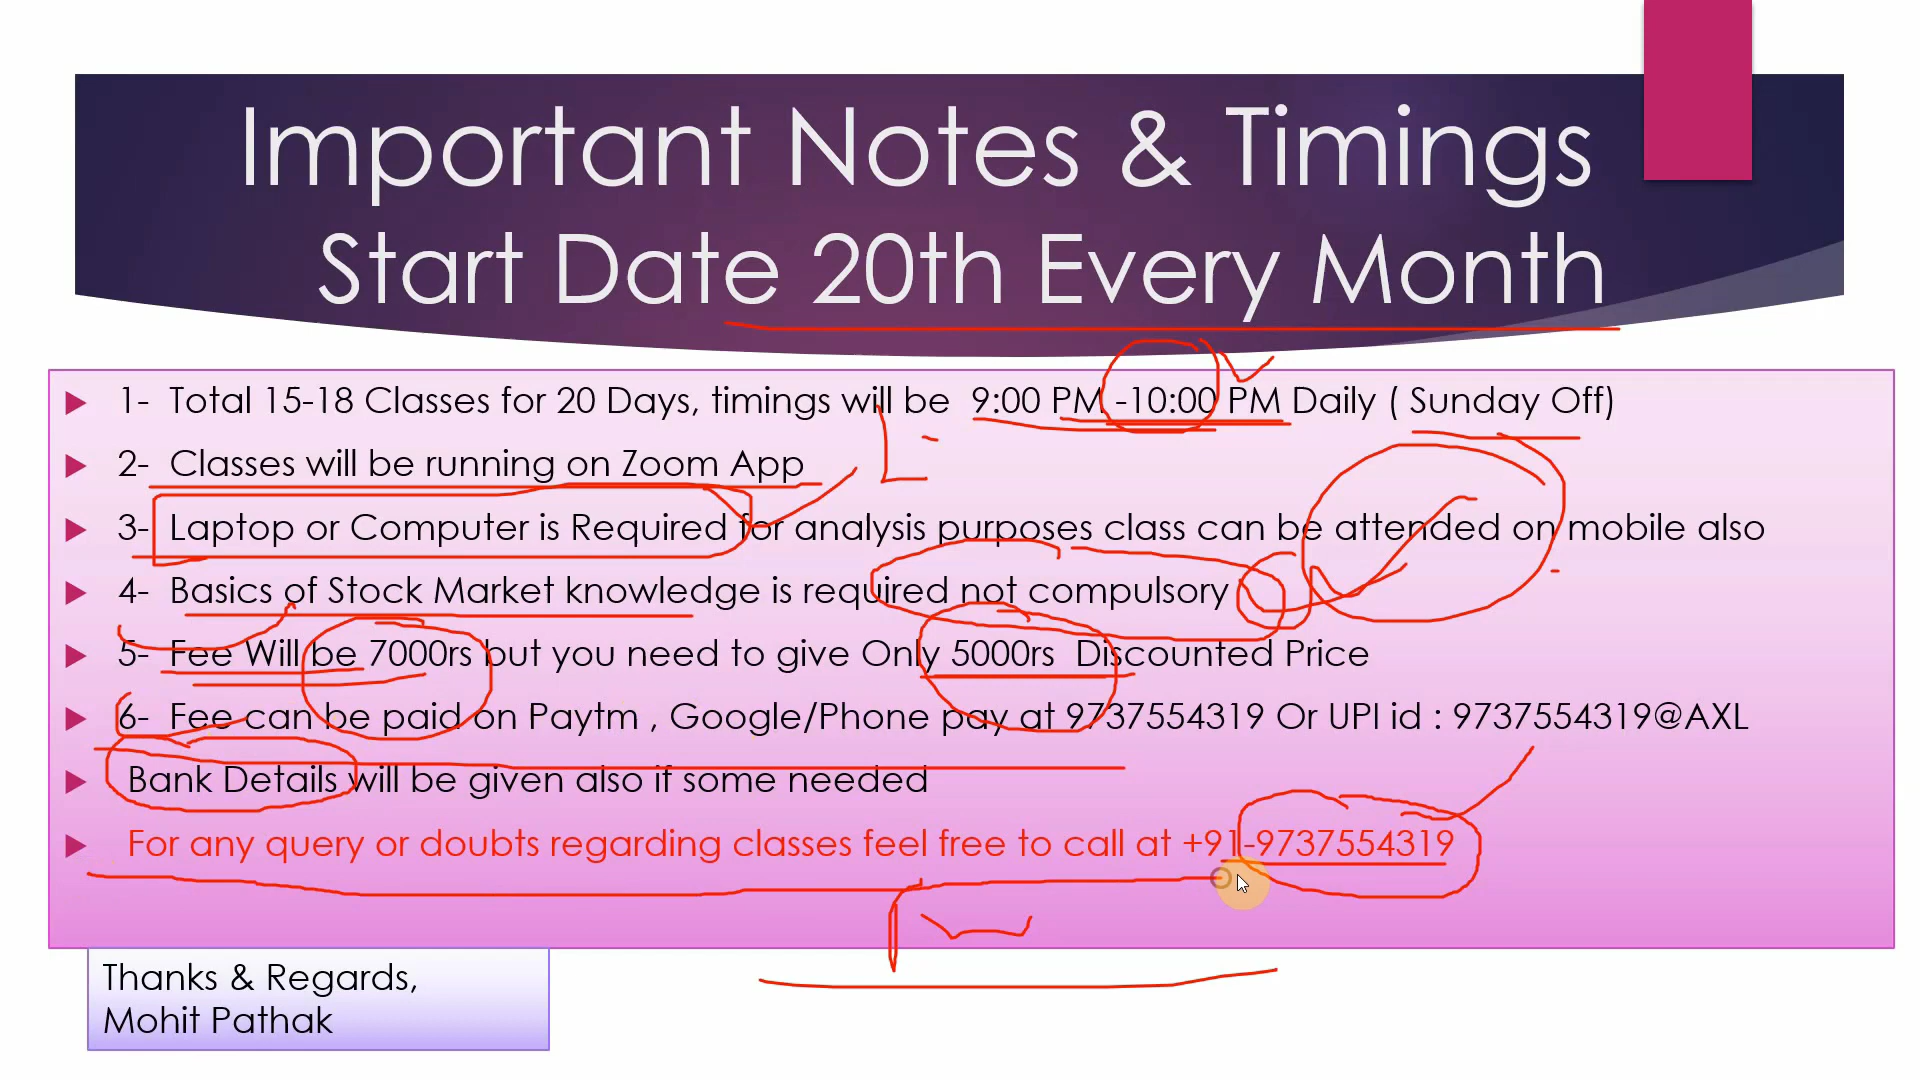 Important Notes & Timings
Start Date 20th Every Month
1- Total 15-18 Classes for 20 Days, timings will be 9:00 PM -10:00 PM Daily ( Sunday Off)
2- Classes will be running on Zoom App
3- Laptop or Computer is Required for analysis purposes class can be attended on mobile also
4- Basics of Stock Market knowledge is required not compulsory
5- Fee Will be 7000rs but you need to give Only 5000rs Discounted Price
6- Fee can be paid on Paytm , Google/Phone pay at 9737554319 Or UPI id : 9737554319@AXL
Bank Details will be given also if some needed
For any query or doubts regarding classes feel free to call at +91-9737554319
Thanks & Regards,
Mohit Pathak